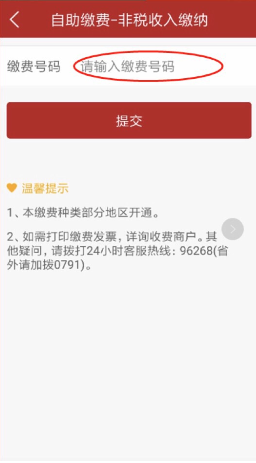 自助缴费-非税收入缴纳
缴费号码 请输入缴费号码
提交
温馨提示
1、本缴费种类部分地区开通。
2、如需打印缴费发票，详询收费商户。其
他疑问，请拨打24小时客服热线：96268(省
外请加拨0791)。